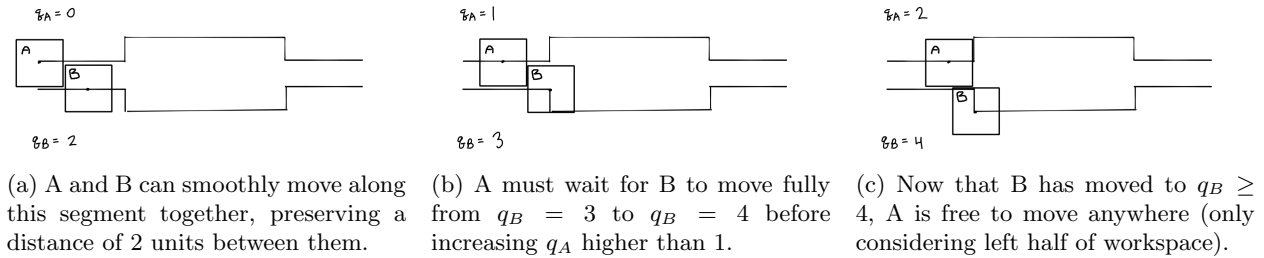 qA = 0
A
B
qB = 2
(a) A and B can smoothly move along
this segment together, preserving a
distance of 2 units between them.
qA = 1
A
B
qB = 3
(b) A must wait for B to move fully
from qB = 3 to qB = 4 before
increasing qA higher than 1.
qA = 2
A
B
qB = 4
(c) Now that B has moved to qB ≥
4, A is free to move anywhere (only
considering left half of workspace).